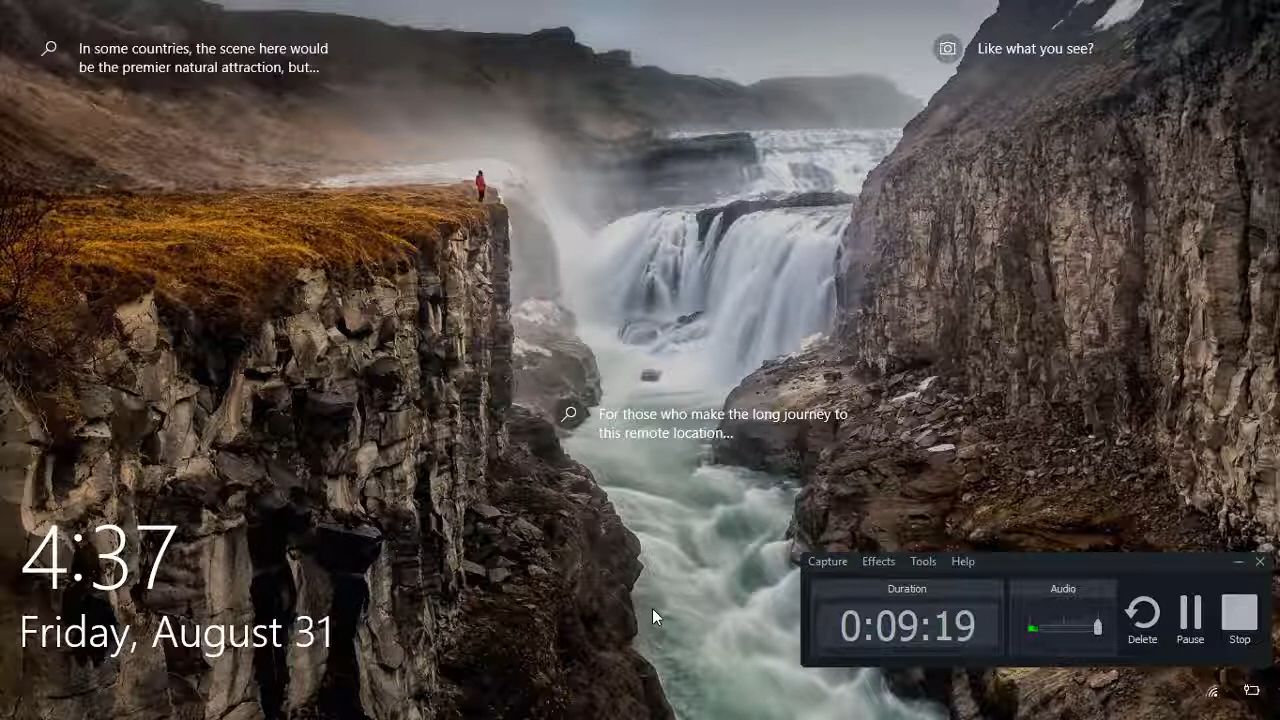 In some countries, the scene here would
be the premier natural attraction, but...
Like what you see?
For those who make the long journey to
this remote location...
4:37
Friday, August 31
Capture Effects Tools Help
Duration
Audio
0:09:19
Delete Pause Stop